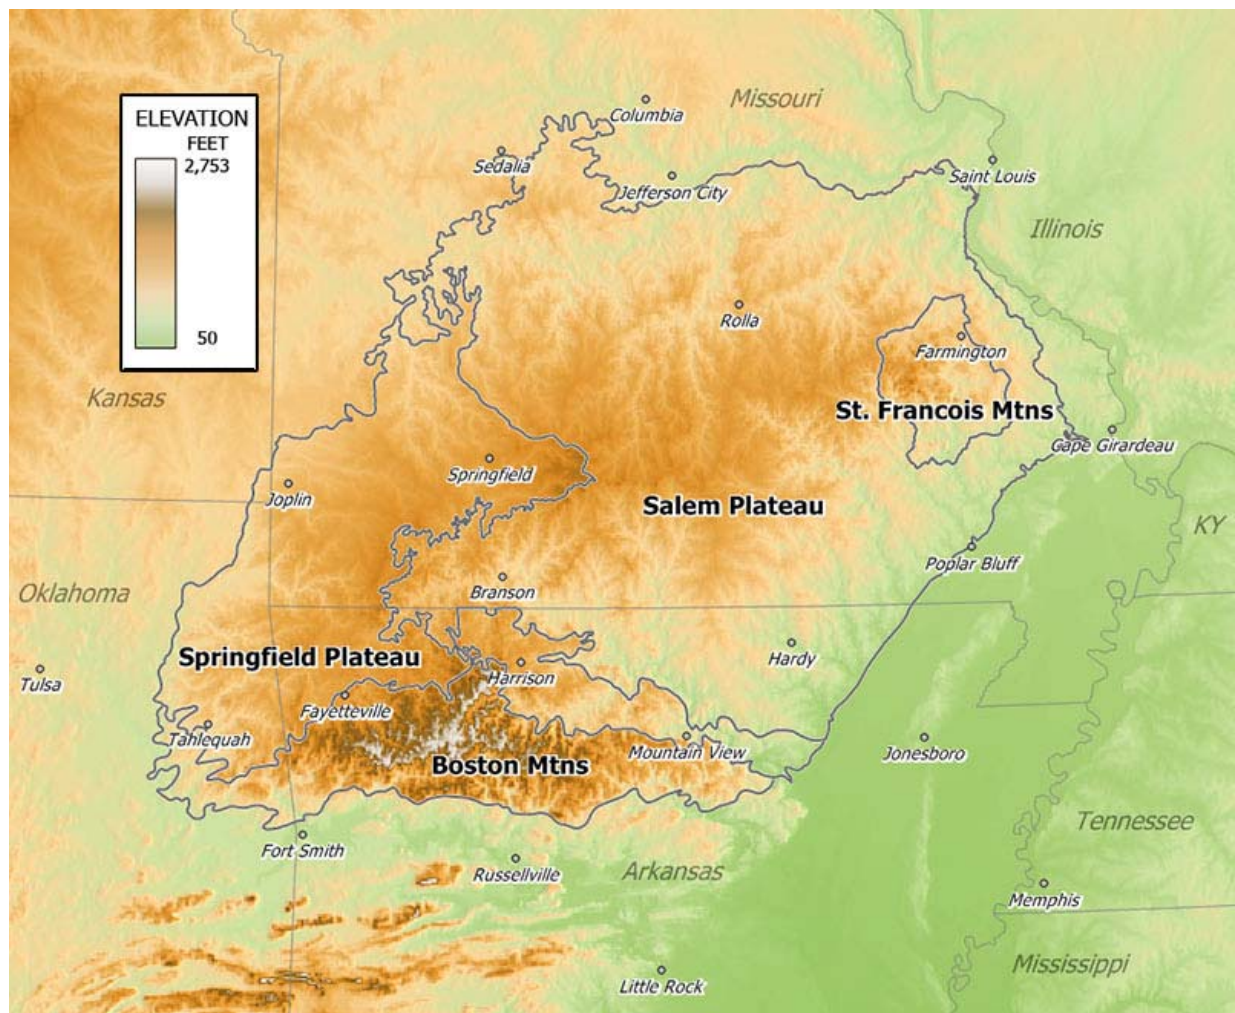 Missouri
Columbia
ELEVATION
FEET
2,753
50
Sedalia
Jefferson City
Saint Louis
Illinois
Rolla
Farmington
Kansas
St. Francois Mtns
Cape Girardeau
Springfield
Joplin
Salem Plateau
KY
Poplar Bluff
Oklahoma
Branson
Springfield Plateau
Hardy
Harrison
Tulsa
Fayetteville
Tahlequah
Mountain View
Jonesboro
Boston Mtns
Tennessee
Fort Smith
Russellville
Arkansas
Memphis
Mississippi
Little Rock